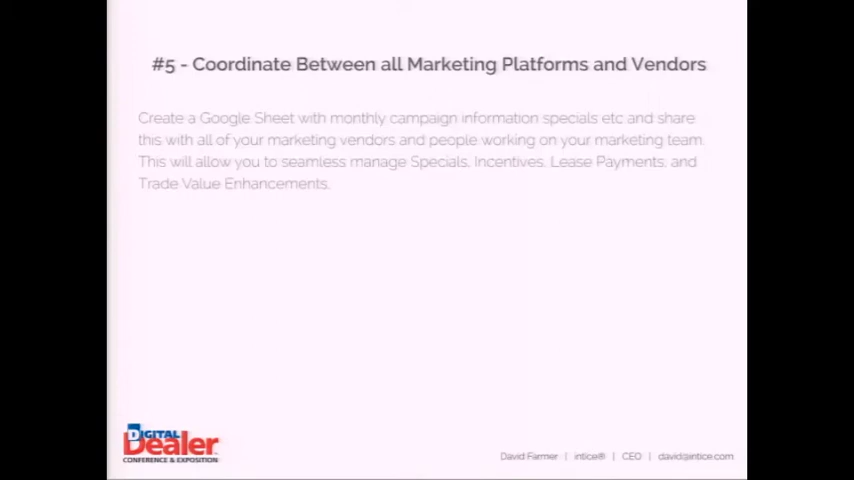 #5 - Coordinate Between all Marketing Platforms and Vendors
Create a Google Sheet with monthly campaign information specials etc and share
this with all of your marketing vendors and people working on your marketing team.
This will allow you to seamless manage Specials, Incentives, Lease Payments, and
Trade Value Enhancements.
DIGITAL
Dealer
CONFERENCE & EXPOSITION
David Farmer | intice® | CEO | david@intice.com